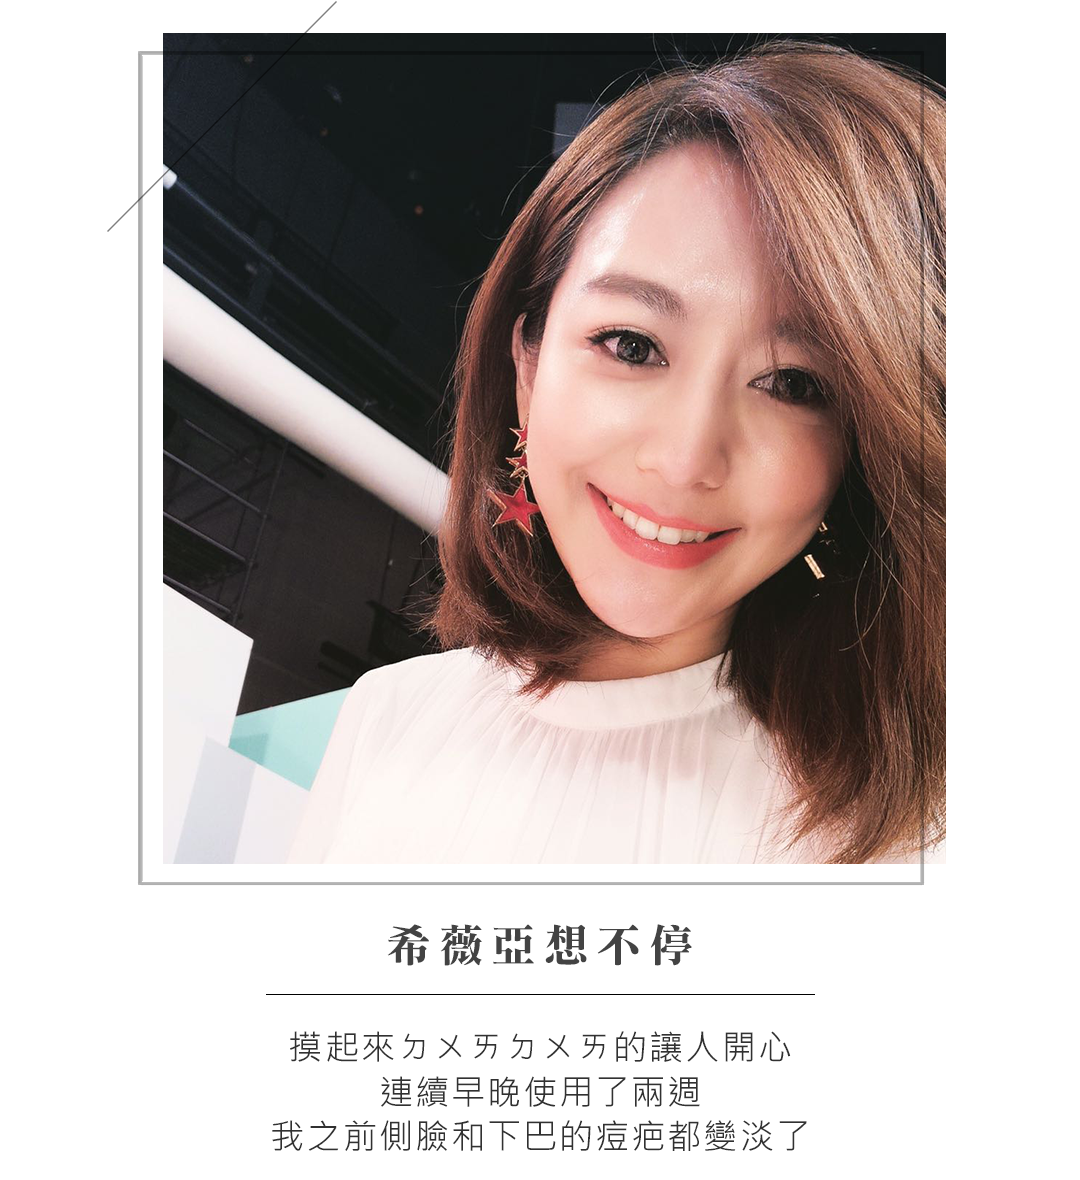 希薇亞想不停
摸起來ㄉㄨㄞㄉㄨㄞ的讓人開心
連續早晚使用了兩週
我之前側臉和下巴的痘疤都變淡了